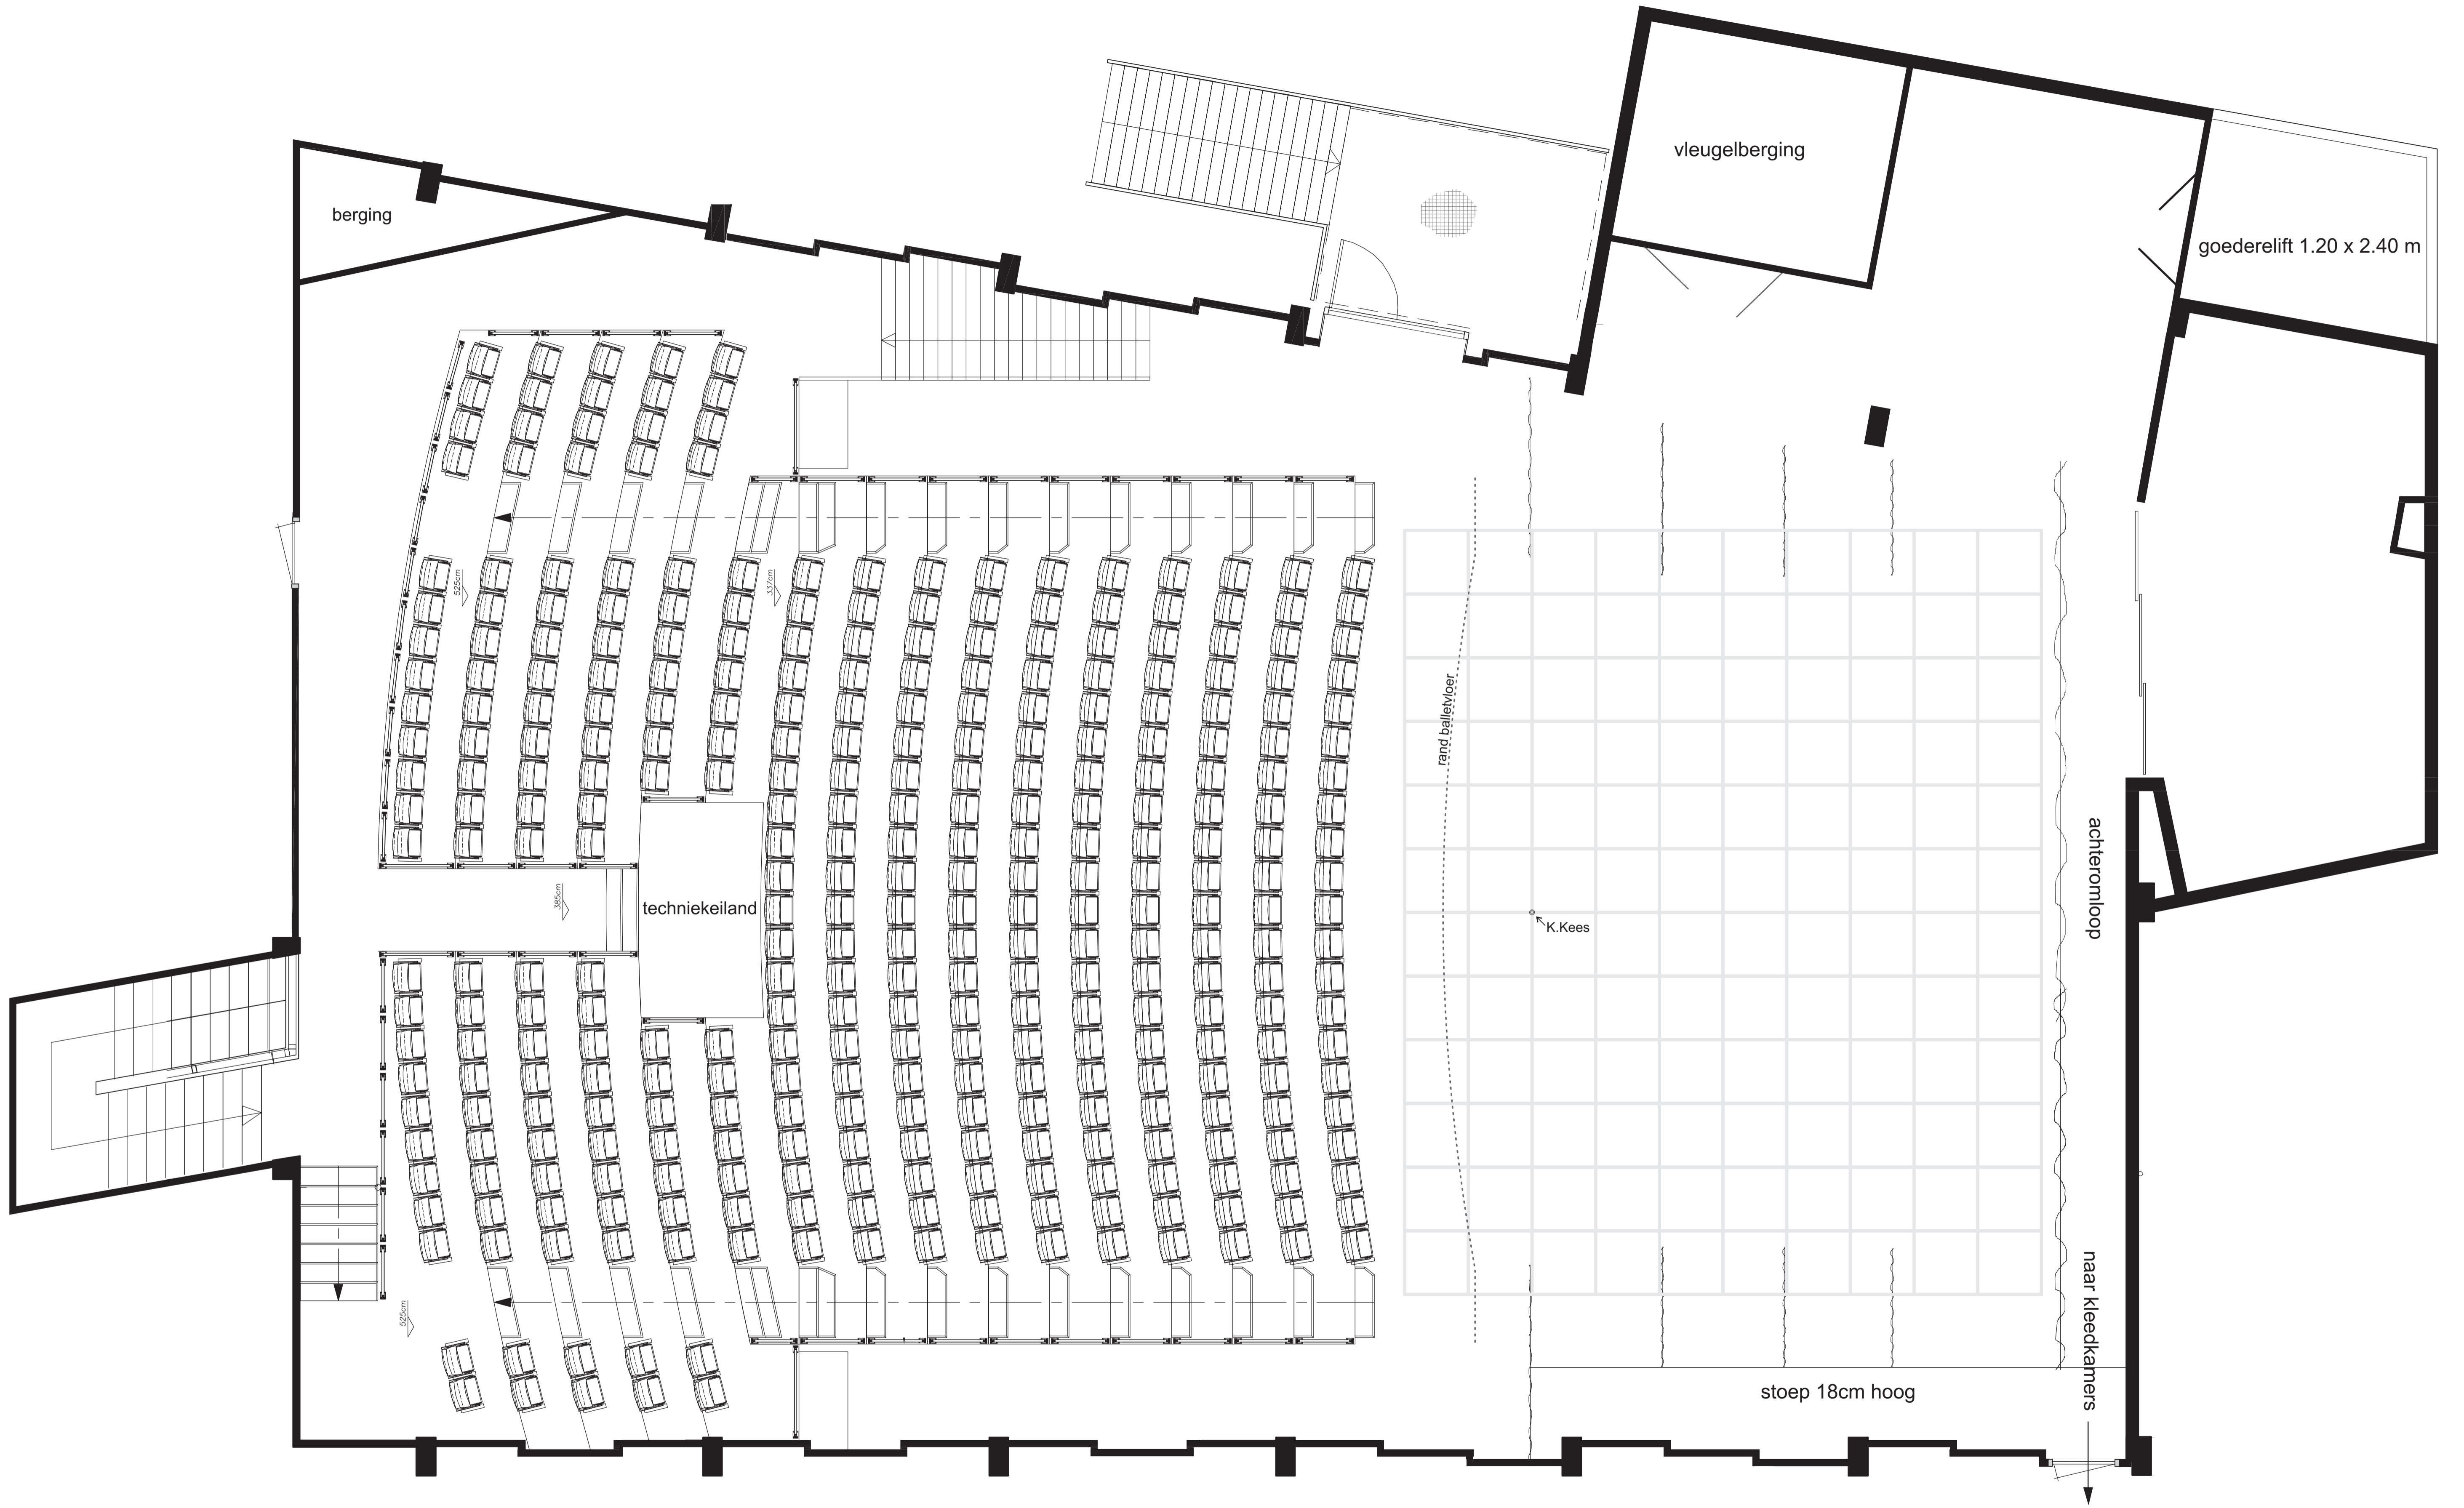 vleugelberging
berging
goederelift 1.20 x 2.40 m
525cm
337cm
rand balletvloer
achteromloop
385cm
techniekeiland
K.Kees
naar kleedkamers
525cm
stoep 18cm hoog